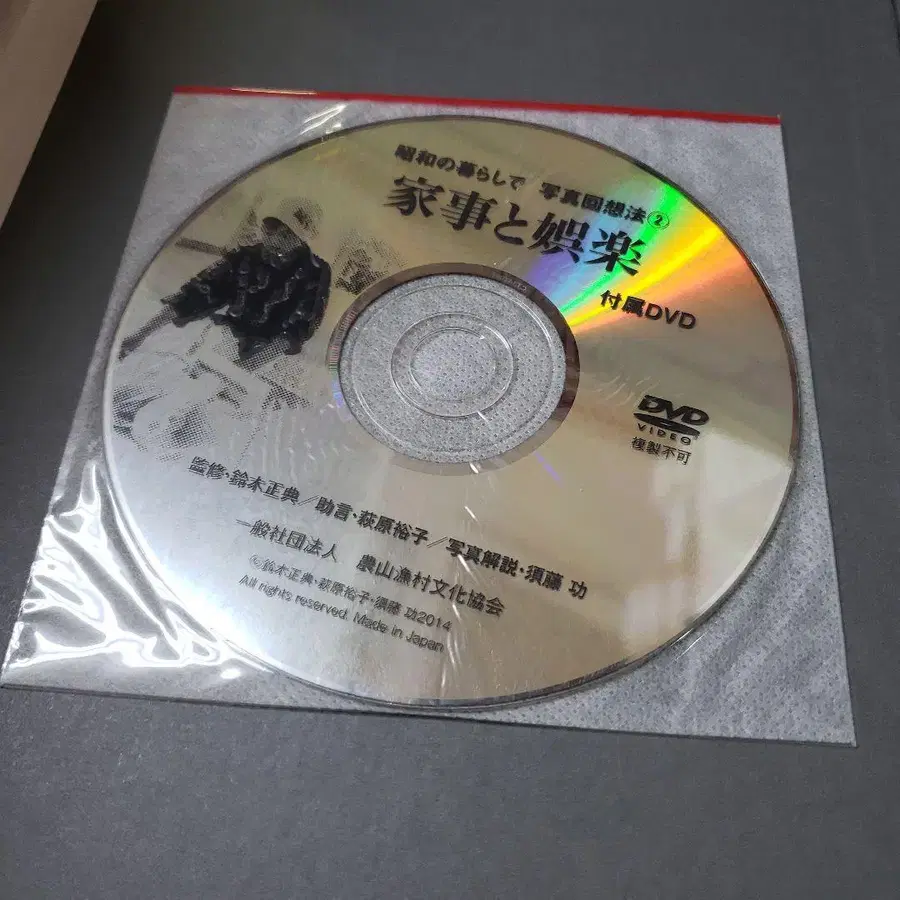 昭和の暮らしで 写真回想法②
家事と娯楽
付属DVD
DVD
VIDEO
複製不可
監修・鈴木正典／助言・萩原裕子／写真解説・須藤 功
一般社団法人 農山漁村文化協会
©鈴木正典・萩原裕子・須藤 功2014
All rights reserved. Made in Japan